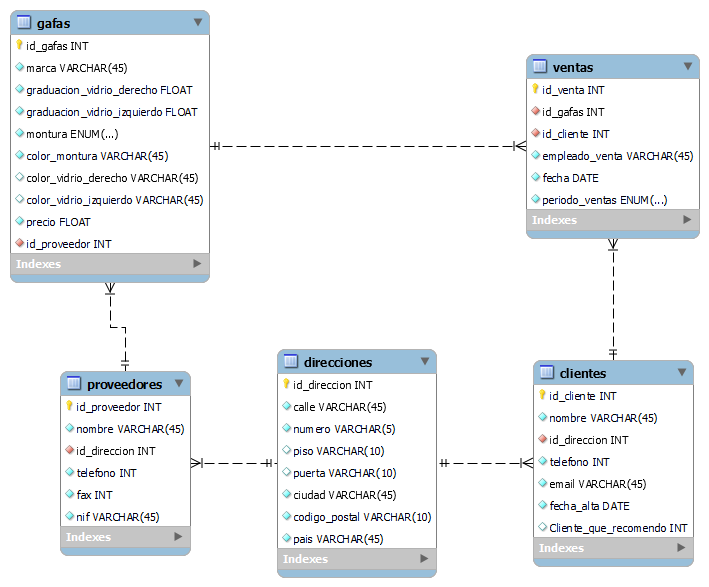 gafas
id_gafas INT
marca VARCHAR(45)
graduacion_vidrio_derecho FLOAT
graduacion_vidrio_izquierdo FLOAT
montura ENUM(...)
color_montura VARCHAR(45)
color_vidrio_derecho VARCHAR(45)
color_vidrio_izquierdo VARCHAR(45)
precio FLOAT
id_proveedor INT
Indexes
ventas
id_venta INT
id_gafas INT
id_cliente INT
empleado_venta VARCHAR(45)
fecha DATE
periodo_ventas ENUM(...)
Indexes
proveedores
id_proveedor INT
nombre VARCHAR(45)
id_direccion INT
telefono INT
fax INT
nif VARCHAR(45)
Indexes
direcciones
id_direccion INT
calle VARCHAR(45)
numero VARCHAR(5)
piso VARCHAR(10)
puerta VARCHAR(10)
ciudad VARCHAR(45)
codigo_postal VARCHAR(10)
pais VARCHAR(45)
Indexes
clientes
id_cliente INT
nombre VARCHAR(45)
id_direccion INT
telefono INT
email VARCHAR(45)
fecha_alta DATE
Cliente_que_recomendo INT
Indexes